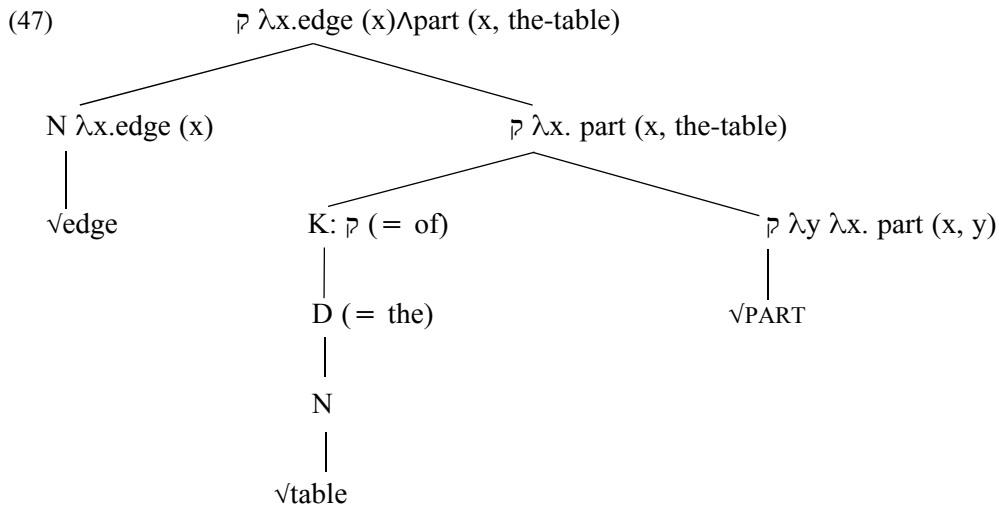 (47) ק λx.edge (x)∧part (x, the-table)
N λx.edge (x) ק λx. part (x, the-table)
√edge K: ק (= of) ק λy λx. part (x, y)
D (= the) √PART
N
√table